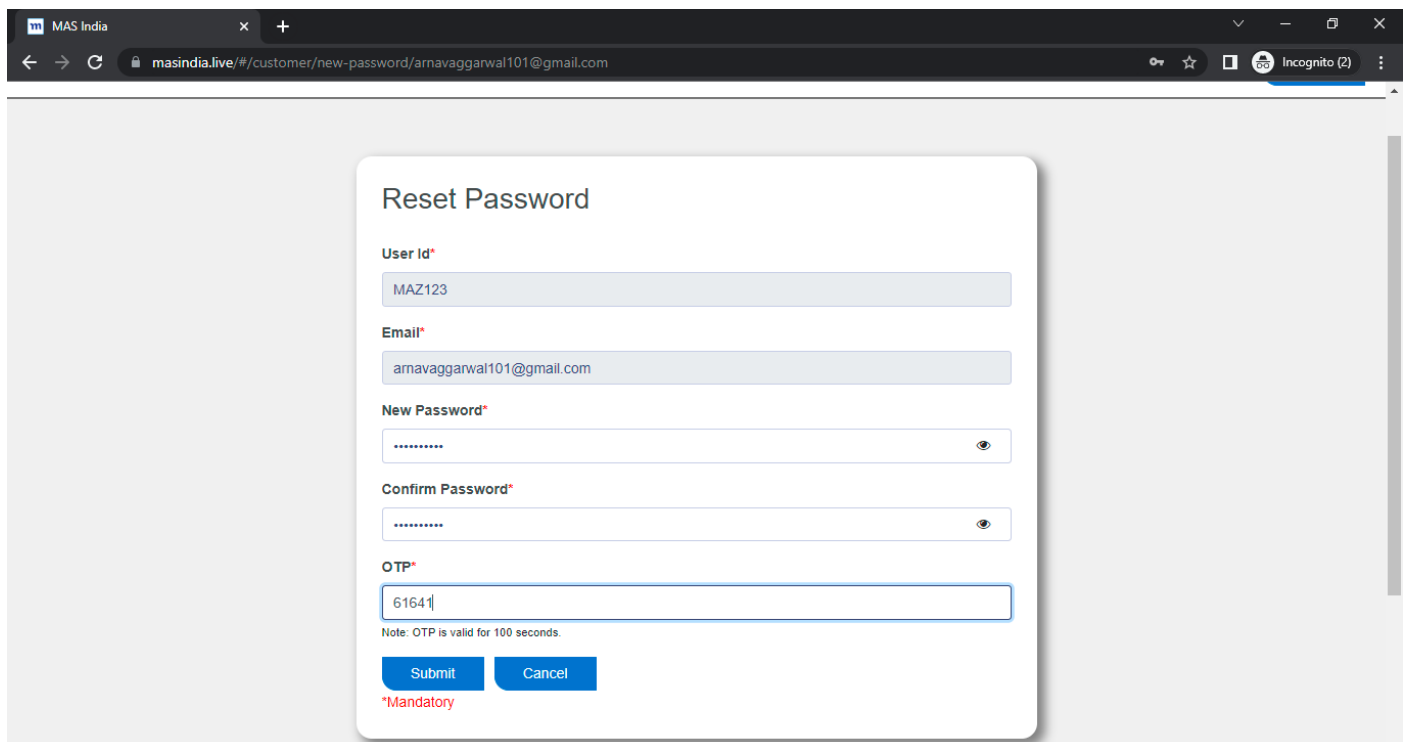 m MAS India
masindia.live/#/customer/new-password/arnavaggarwal101@gmail.com
Incognito (2)
Reset Password
User Id*
MAZ123
Email*
arnavaggarwal101@gmail.com
New Password*
••••••••••
Confirm Password*
••••••••••
OTP*
61641
Note: OTP is valid for 100 seconds.
Submit Cancel
*Mandatory